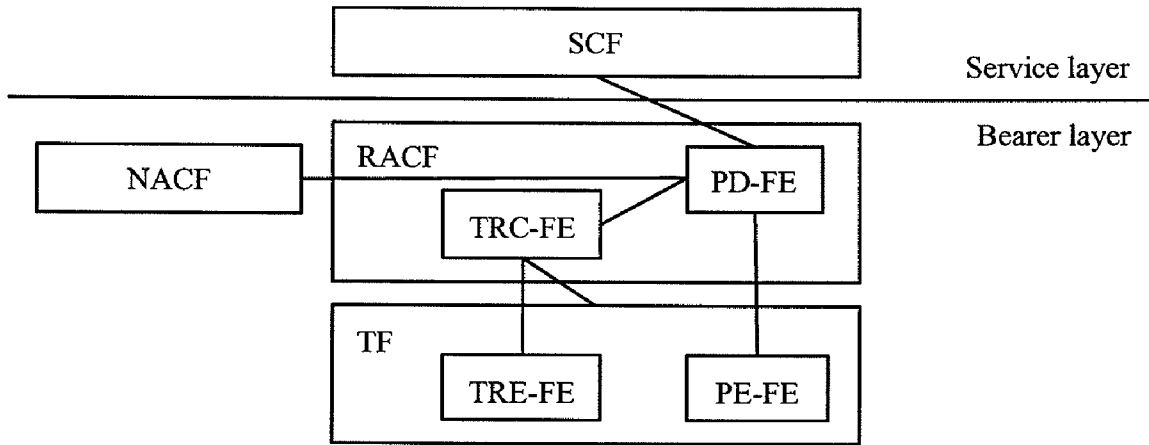 SCF
Service layer
Bearer layer
NACF
RACF
PD-FE
TRC-FE
TF
TRE-FE
PE-FE